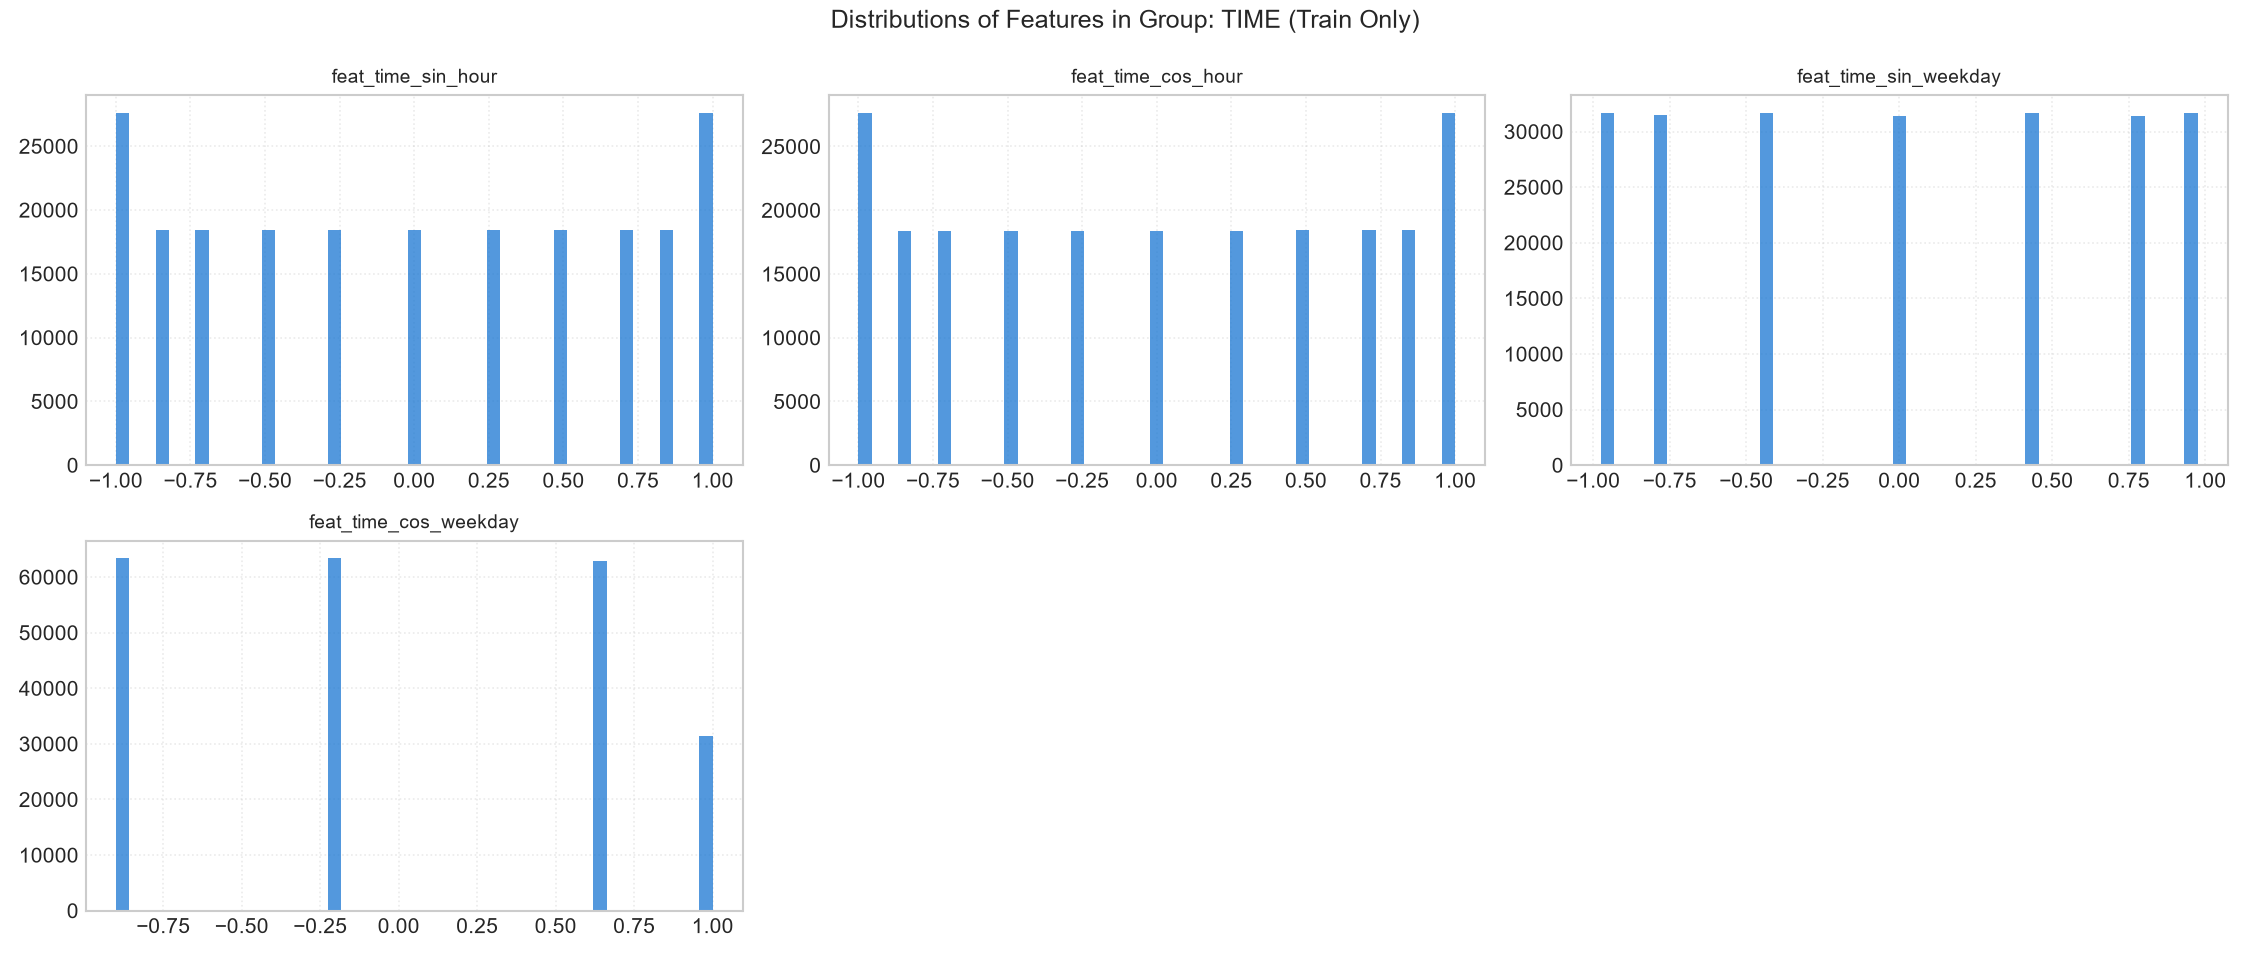 Distributions of Features in Group: TIME (Train Only)
feat_time_sin_hour
25000
20000
15000
10000
5000
0
−1.00 −0.75 −0.50 −0.25 0.00 0.25 0.50 0.75 1.00
feat_time_cos_hour
25000
20000
15000
10000
5000
0
−1.00 −0.75 −0.50 −0.25 0.00 0.25 0.50 0.75 1.00
feat_time_sin_weekday
30000
25000
20000
15000
10000
5000
0
−1.00 −0.75 −0.50 −0.25 0.00 0.25 0.50 0.75 1.00
feat_time_cos_weekday
60000
50000
40000
30000
20000
10000
0
−0.75 −0.50 −0.25 0.00 0.25 0.50 0.75 1.00